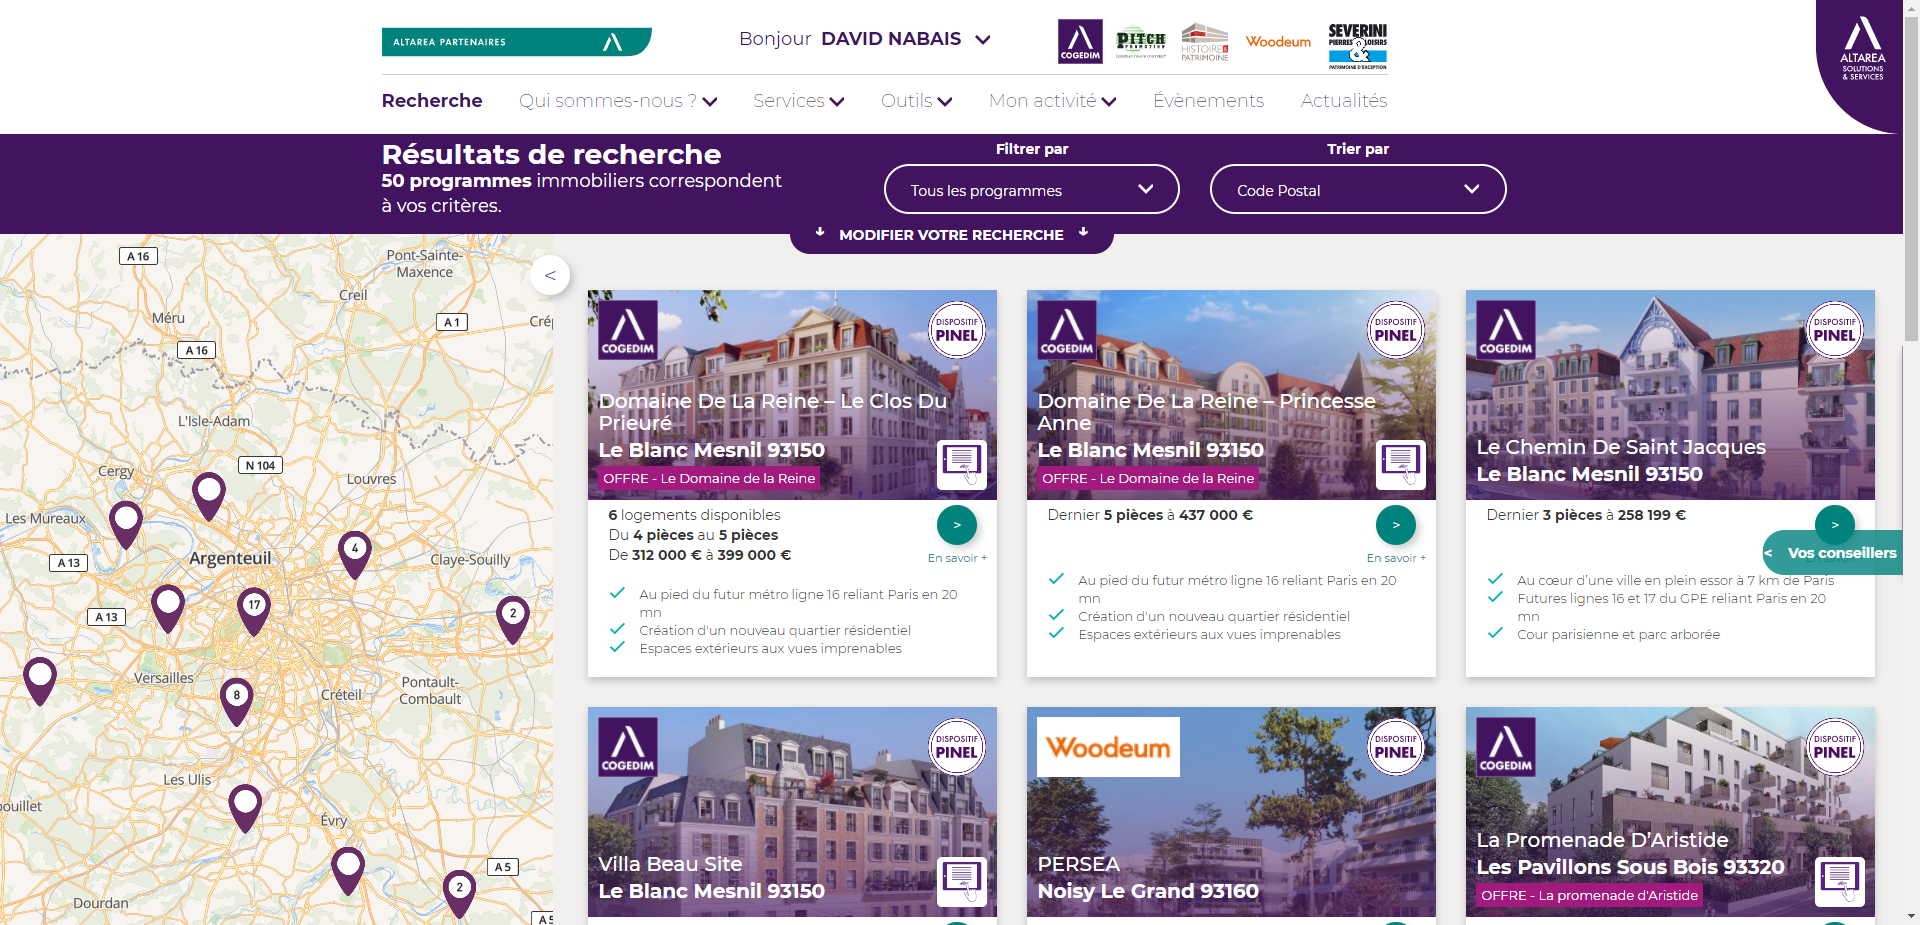 ALTAREA PARTENAIRES
Bonjour DAVID NABAIS
COGEDIM
PITCH
PROMOTION
HISTOIRE &
PATRIMOINE
Woodeum
SEVERINI
PIERRES & LOISIRS
PATRIMOINE D'EXCEPTION
ALTAREA
SOLUTIONS
& SERVICES
Recherche
Qui sommes-nous ?
Services
Outils
Mon activité
Évènements
Actualités
Résultats de recherche
50 programmes immobiliers correspondent
à vos critères.
Filtrer par
Tous les programmes
Trier par
Code Postal
MODIFIER VOTRE RECHERCHE
A 16
Pont-Sainte-
Maxence
<
Creil
Méru
A 1
Crép
A 16
L'Isle-Adam
Cergy
N 104
Louvres
Les Mureaux
Argenteuil
4
Claye-Souilly
A 13
17
2
A 13
Versailles
8
Créteil
Pontault-
Combault
Les Ulis
bouillet
Évry
A 5
2
Dourdan
A 5
COGEDIM
DISPOSITIF
PINEL
Domaine De La Reine – Le Clos Du
Prieuré
Le Blanc Mesnil 93150
OFFRE - Le Domaine de la Reine
6 logements disponibles
Du 4 pièces au 5 pièces
De 312 000 € à 399 000 €
>
En savoir +
Au pied du futur métro ligne 16 reliant Paris en 20
mn
Création d'un nouveau quartier résidentiel
Espaces extérieurs aux vues imprenables
COGEDIM
DISPOSITIF
PINEL
Domaine De La Reine – Princesse
Anne
Le Blanc Mesnil 93150
OFFRE - Le Domaine de la Reine
Dernier 5 pièces à 437 000 €
>
En savoir +
Au pied du futur métro ligne 16 reliant Paris en 20
mn
Création d'un nouveau quartier résidentiel
Espaces extérieurs aux vues imprenables
COGEDIM
DISPOSITIF
PINEL
Le Chemin De Saint Jacques
Le Blanc Mesnil 93150
Dernier 3 pièces à 258 199 €
>
< Vos conseillers
Au cœur d'une ville en plein essor à 7 km de Paris
Futures lignes 16 et 17 du GPE reliant Paris en 20
mn
Cour parisienne et parc arborée
COGEDIM
DISPOSITIF
PINEL
Villa Beau Site
Le Blanc Mesnil 93150
Woodeum
DISPOSITIF
PINEL
PERSEA
Noisy Le Grand 93160
COGEDIM
DISPOSITIF
PINEL
La Promenade D'Aristide
Les Pavillons Sous Bois 93320
OFFRE - La promenade d'Aristide